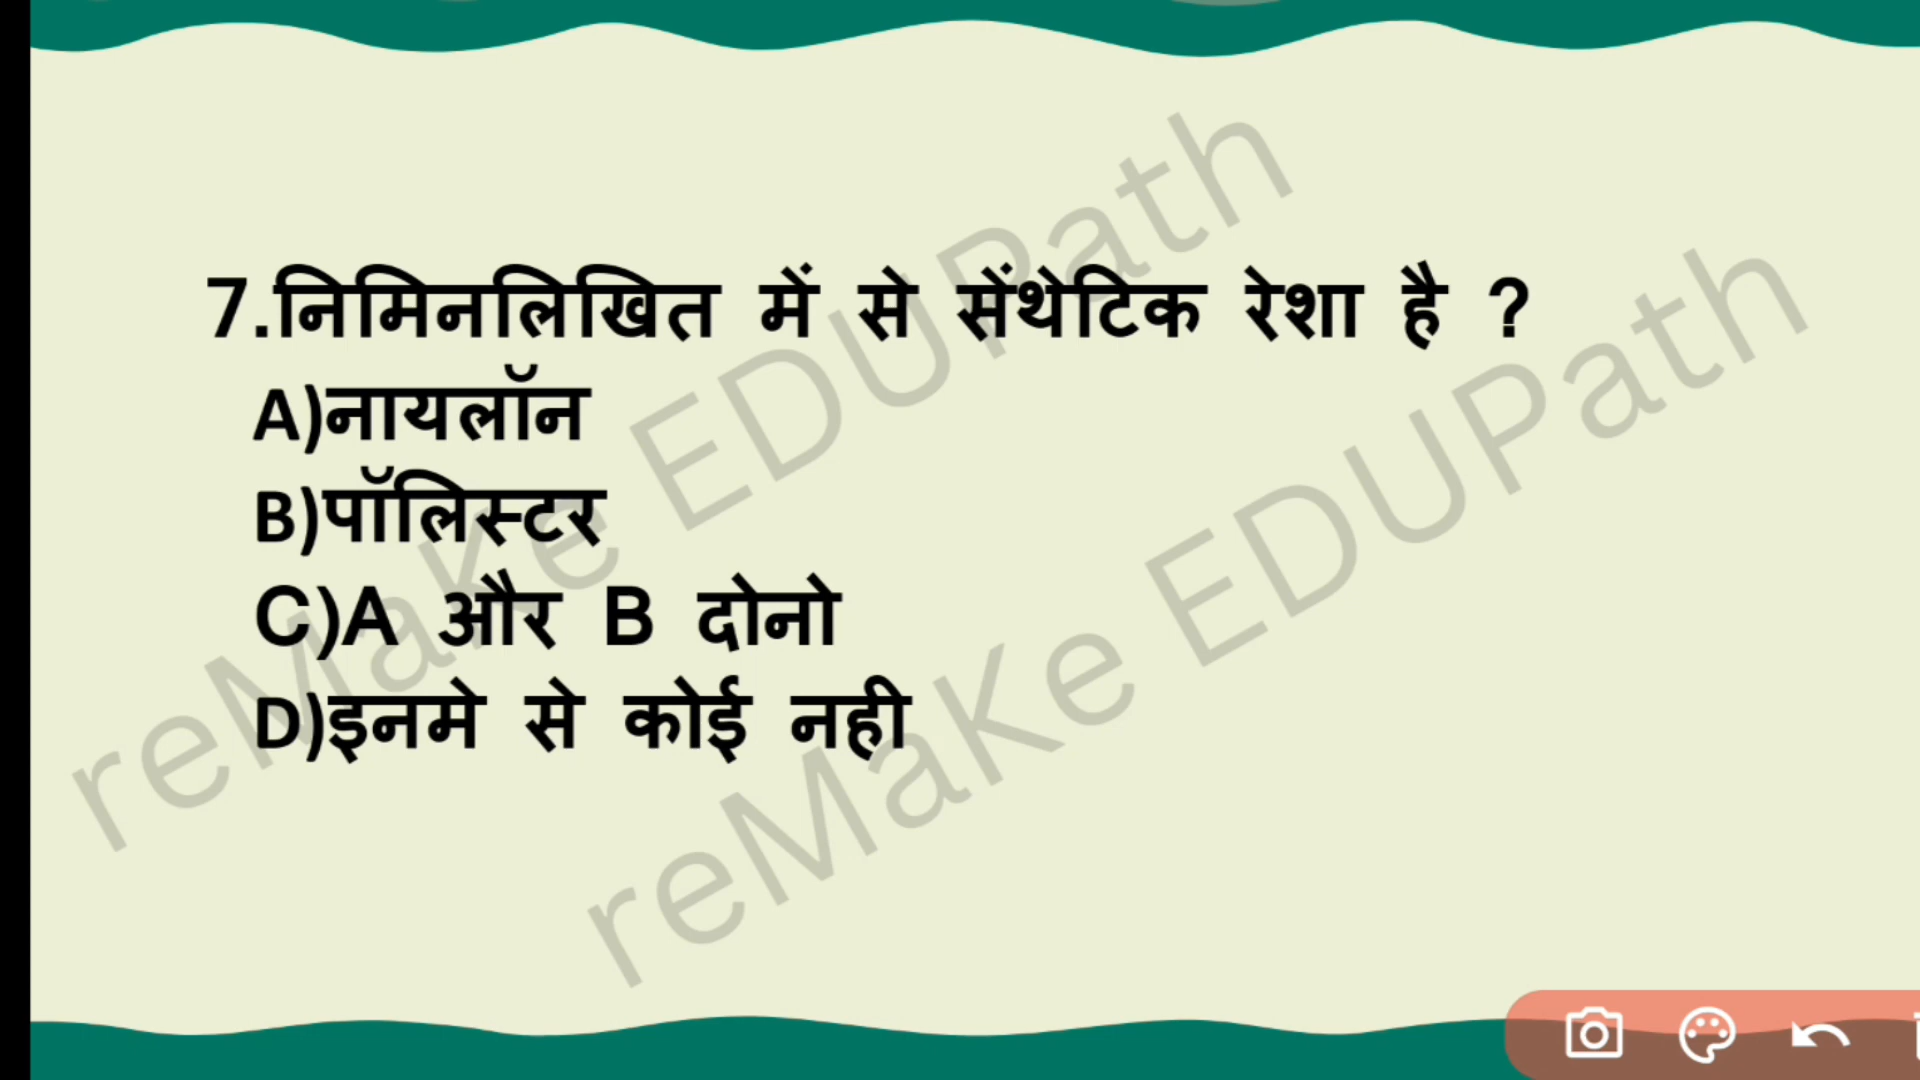 7.निमिनलिखित में से सेंथेटिक रेशा है ?
A)नायलॉन
B)पॉलिस्टर
C)A और B दोनो
D)इनमे से कोई नही
reMaKe EDUPath
reMaKe EDUPath